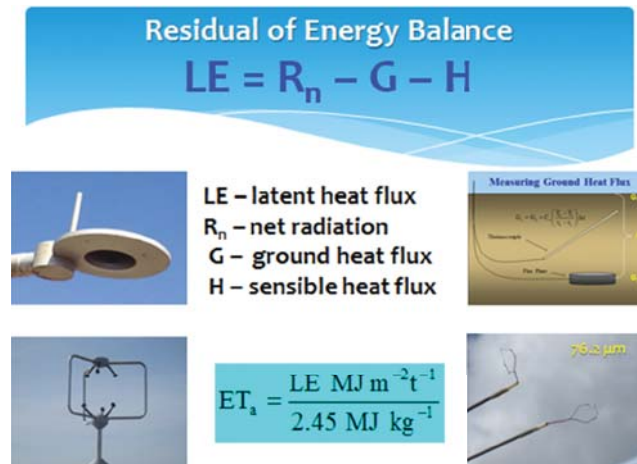 Residual of Energy Balance
LE = Rₙ – G – H
LE – latent heat flux
Rₙ – net radiation
G – ground heat flux
H – sensible heat flux
Measuring Ground Heat Flux
76.2 µm
ETₐ = LE MJ m⁻²t⁻¹ / 2.45 MJ kg⁻¹